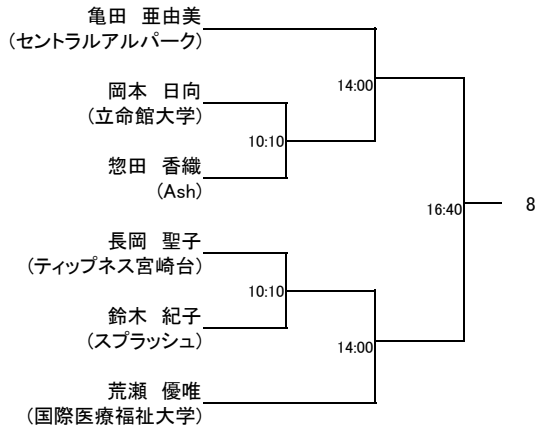 亀田　亜由美
(セントラルアルパーク)
14:00
岡本　日向
(立命館大学)
10:10
惣田　香織
(Ash)
16:40
8
長岡　聖子
(ティップネス宮崎台)
10:10
鈴木　紀子
(スプラッシュ)
14:00
荒瀬　優唯
(国際医療福祉大学)